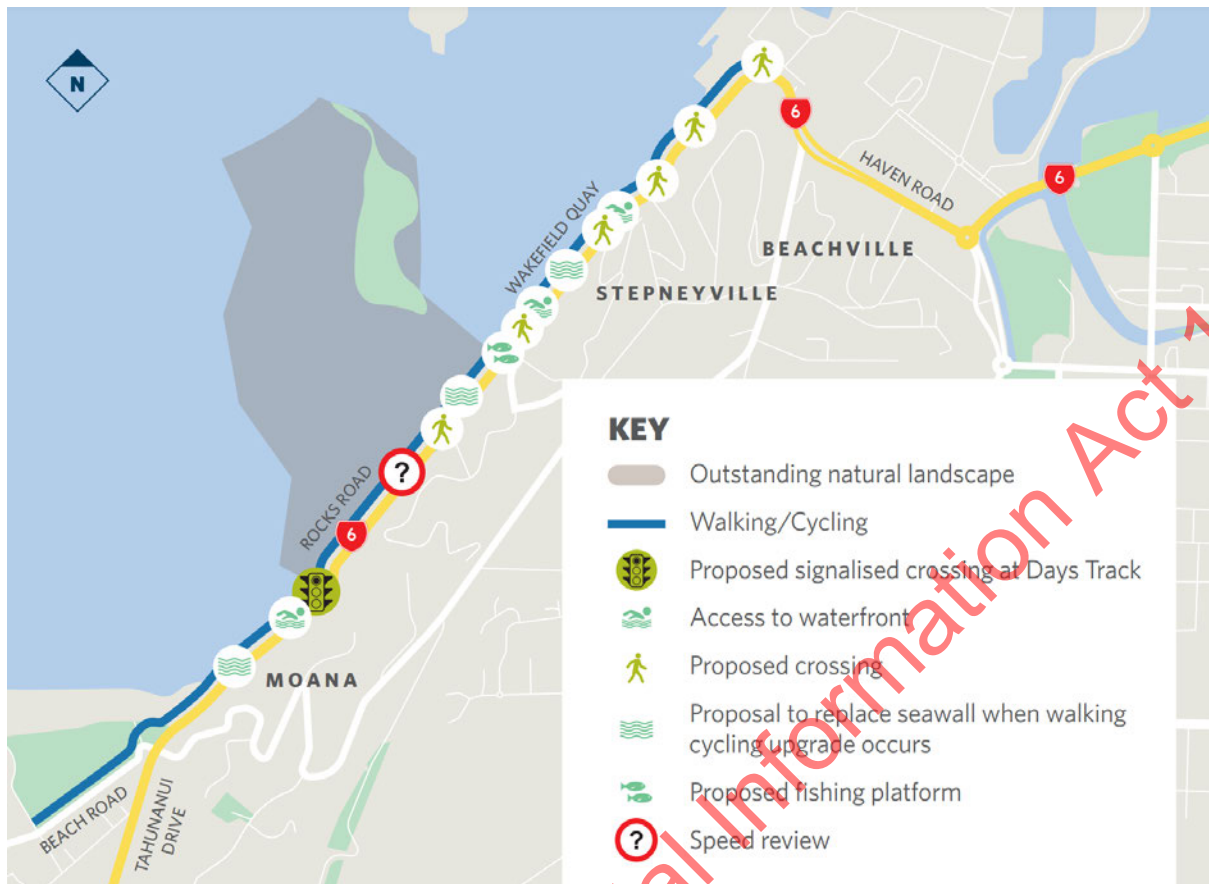 N
6
HAVEN ROAD
6
WAKEFIELD QUAY
BEACHVILLE
STEPNEYVILLE
ROCKS ROAD
?
6
MOANA
BEACH ROAD
TAHUNANUI
DRIVE
KEY
Outstanding natural landscape
Walking/Cycling
Proposed signalised crossing at Days Track
Access to waterfront
Proposed crossing
Proposal to replace seawall when walking
cycling upgrade occurs
Proposed fishing platform
? Speed review
Information Act